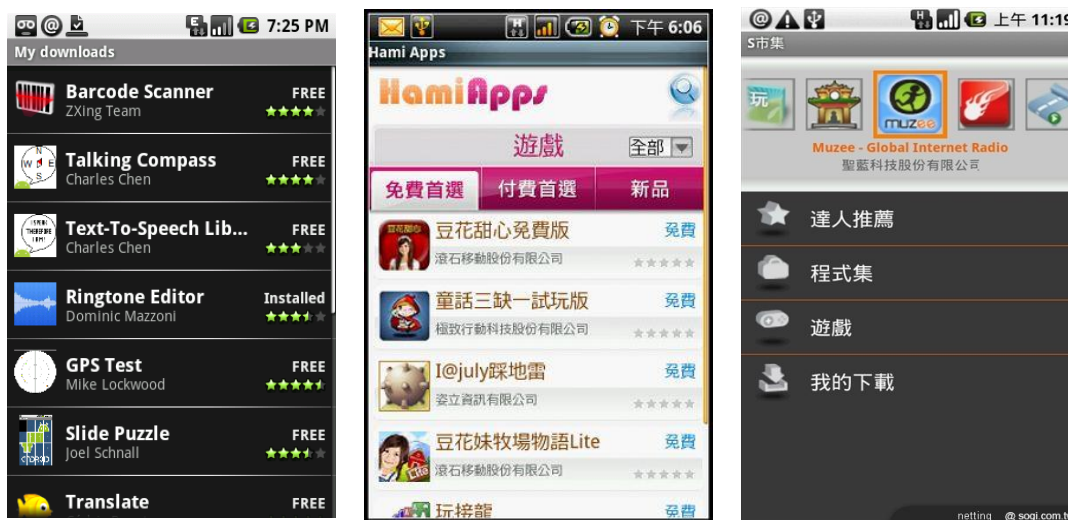 7:25 PM
My downloads
Barcode Scanner
FREE
ZXing Team
Talking Compass
FREE
Charles Chen
Text-To-Speech Lib...
FREE
Charles Chen
Ringtone Editor
Installed
Dominic Mazzoni
GPS Test
FREE
Mike Lockwood
Slide Puzzle
FREE
Joel Schnall
Translate
FREE
下午 6:06
Hami Apps
HamiApps
遊戲
全部
免費首選
付費首選
新品
豆花甜心免費版
免費
滾石移動股份有限公司
童話三缺一試玩版
免費
極致行動科技股份有限公司
I@july踩地雷
免費
姿立資訊有限公司
豆花妹牧場物語Lite
免費
滾石移動股份有限公司
玩接龍
免費
上午 11:19
S市集
玩
muzee
Muzee - Global Internet Radio
聖藍科技股份有限公司
達人推薦
程式集
遊戲
我的下載
netting @ sogi.com.tw